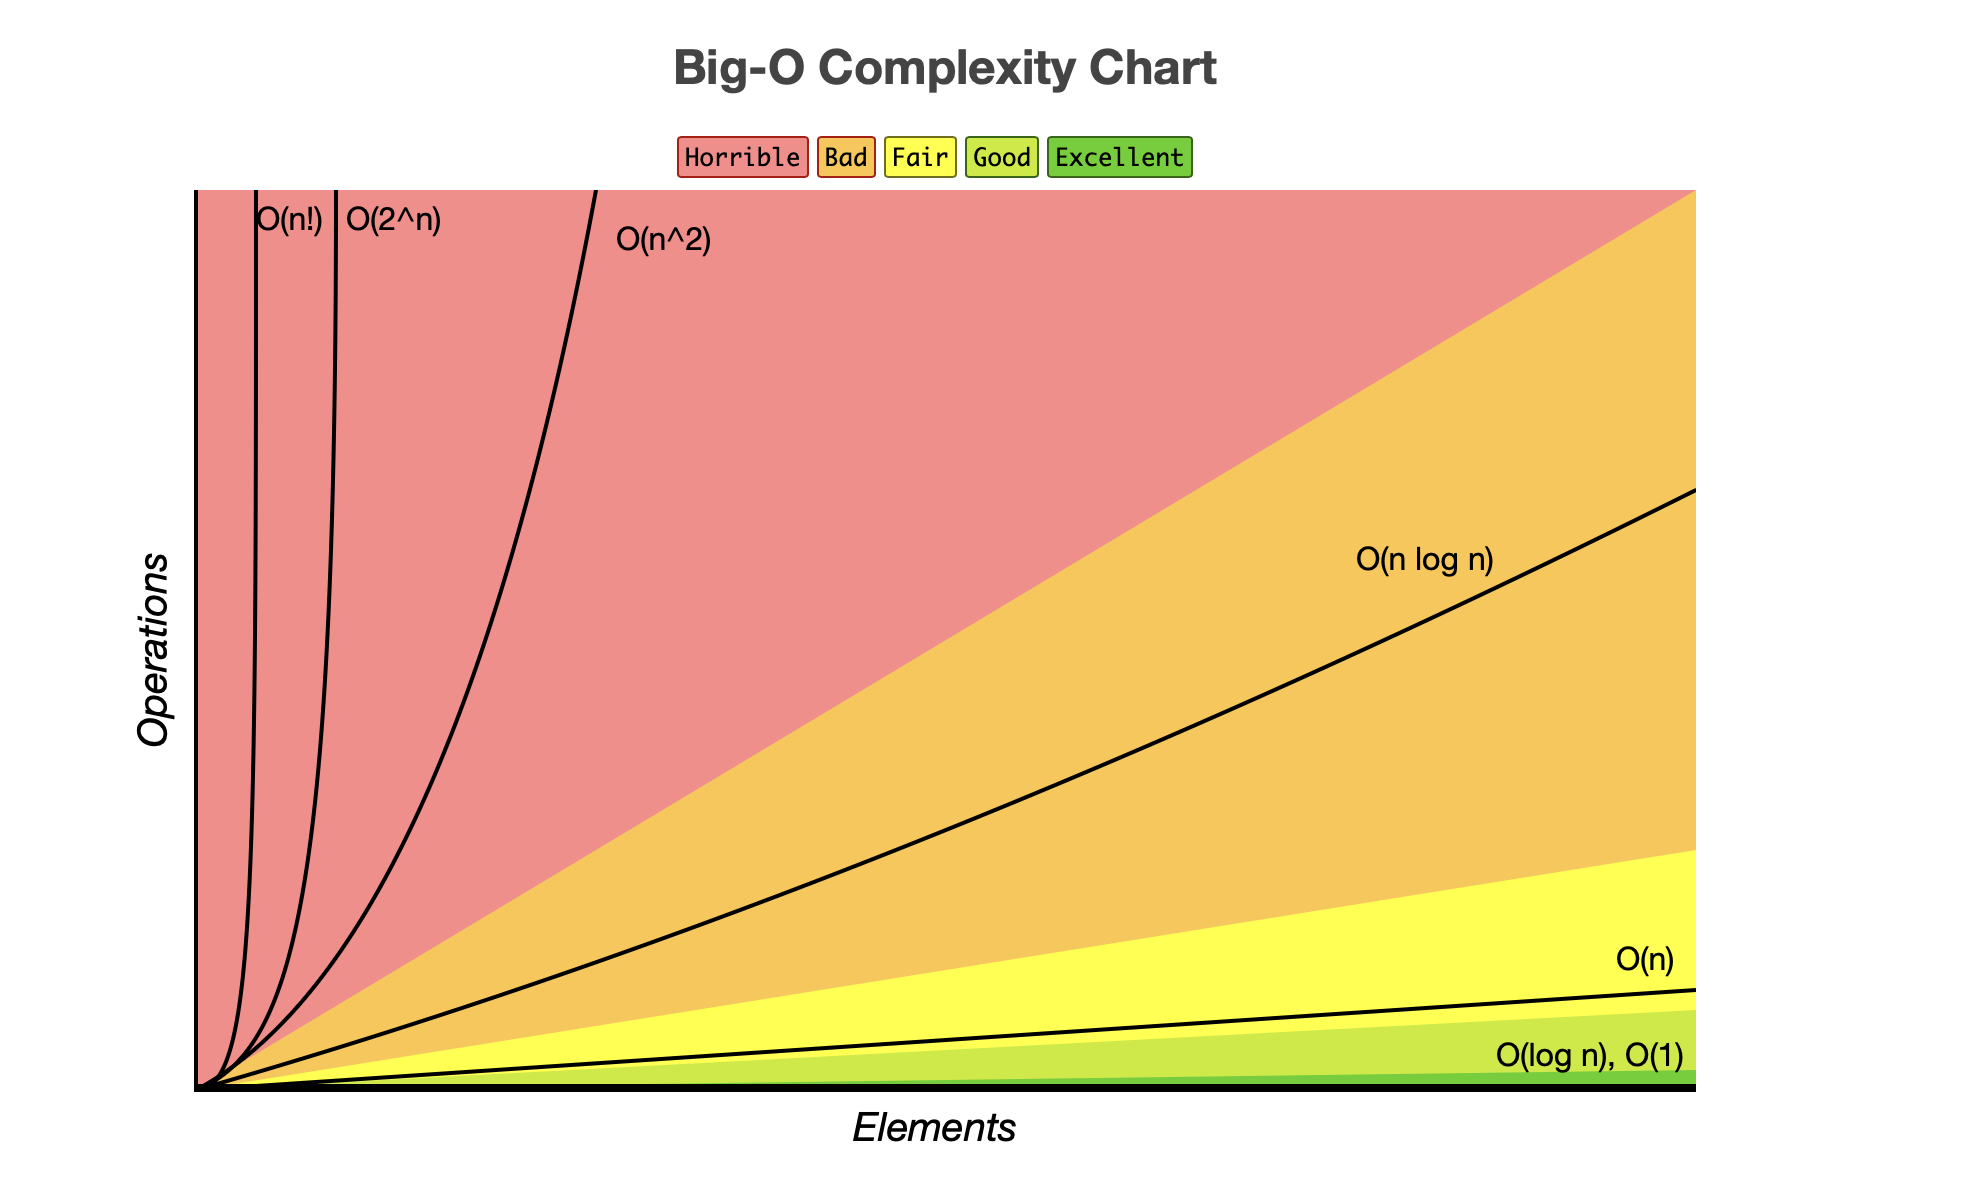 Big-O Complexity Chart
Horrible Bad Fair Good Excellent
O(n!) O(2^n)
O(n^2)
O(n log n)
O(n)
O(log n), O(1)
Operations
Elements